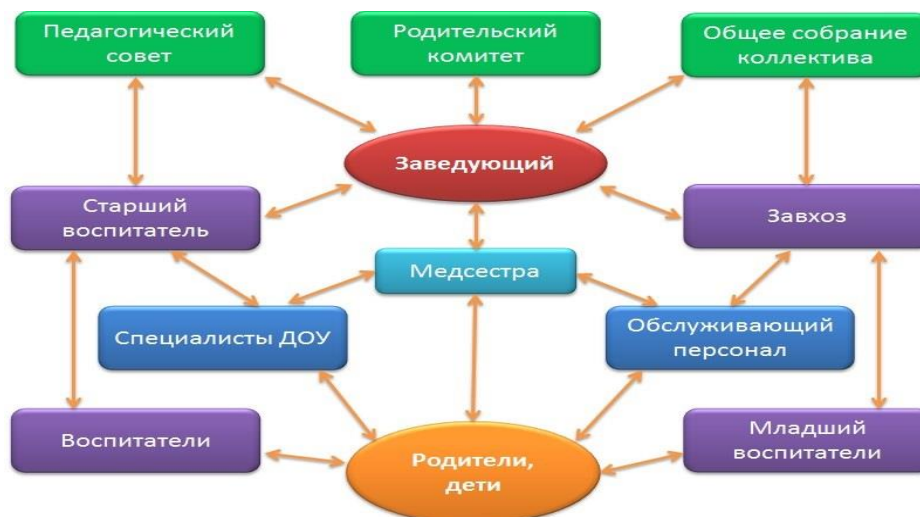 Педагогический
совет
Родительский
комитет
Общее собрание
коллектива
Заведующий
Старший
воспитатель
Завхоз
Медсестра
Специалисты ДОУ
Обслуживающий
персонал
Воспитатели
Родители,
дети
Младший
воспитатели